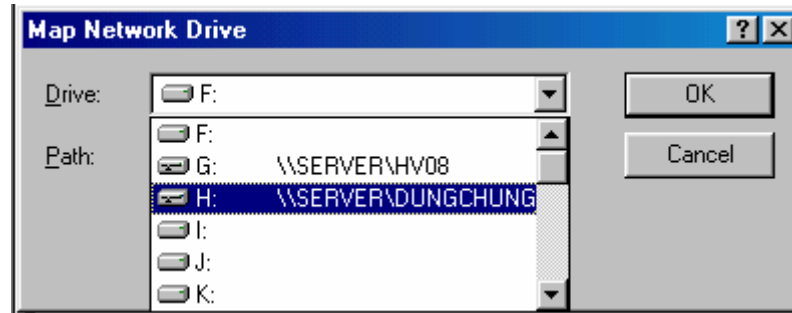 Map Network Drive
Drive: F: OK
F:
Path: G: \\SERVER\HV08 Cancel
H: \\SERVER\DUNGCHUNG
I:
J:
K: